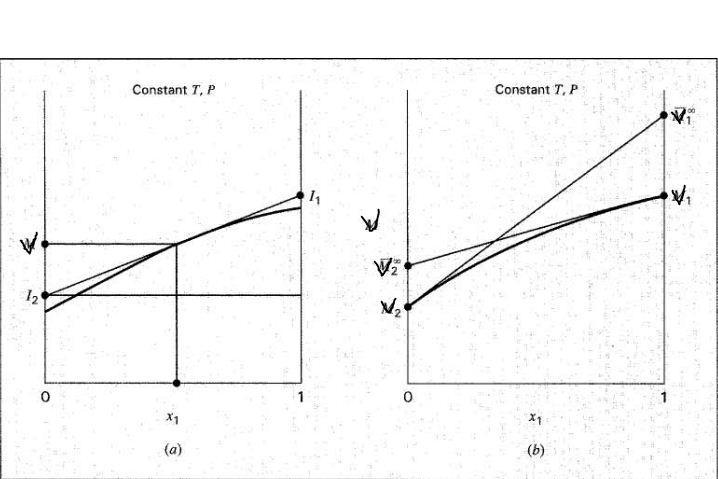 Constant T, P
I₁
V
I₂
0
1
x₁
(a)
Constant T, P
V̅₁^∞
V₁
V
V̅₂^∞
V₂
0
1
x₁
(b)